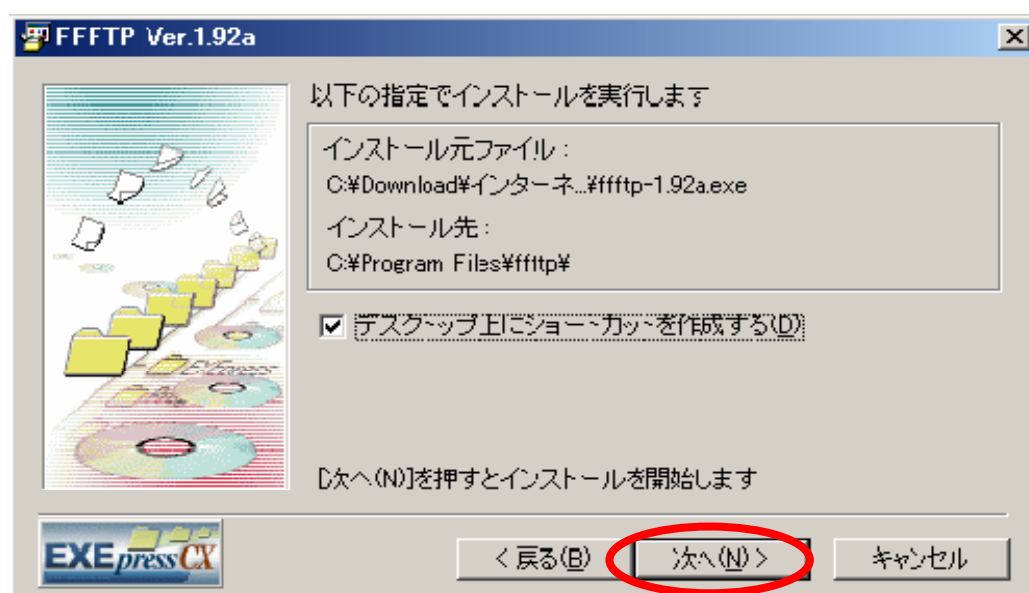 FFFTP Ver.1.92a
以下の指定でインストールを実行します
インストール元ファイル：
C:¥Download¥インターネ...¥ffftp-1.92a.exe
インストール先：
C:¥Program Files¥ffftp¥
デスクトップ上にショートカットを作成する(D)
[次へ(N)]を押すとインストールを開始します
EXEpressCX
< 戻る(B)
次へ(N) >
キャンセル